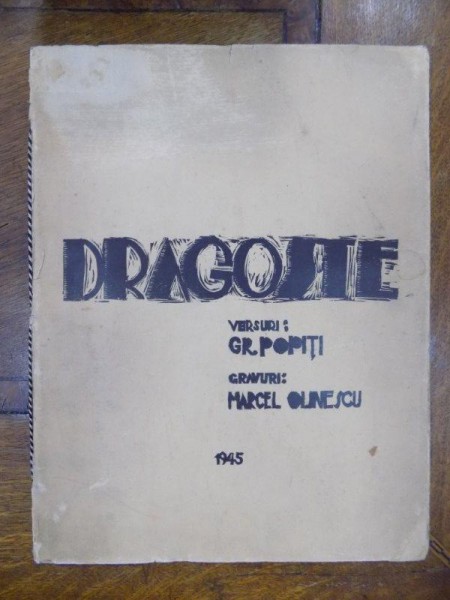 DRAGOSTE
VERSURI:
GR. POPIȚI
GRAVURI:
MARCEL OLINESCU
1945